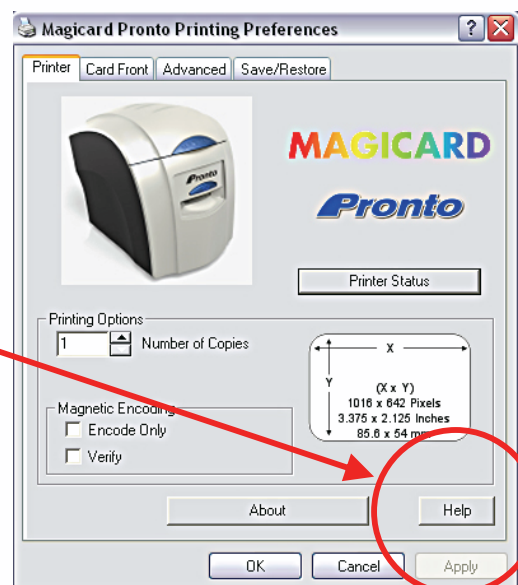 Magicard Pronto Printing Preferences
Printer Card Front Advanced Save/Restore
Pronto
MAGICARD
Pronto
Printer Status
Printing Options
1 Number of Copies
X
Y
(X x Y)
1016 x 642 Pixels
3.375 x 2.125 Inches
85.6 x 54 mm
Magnetic Encoding
Encode Only
Verify
About Help
OK Cancel Apply